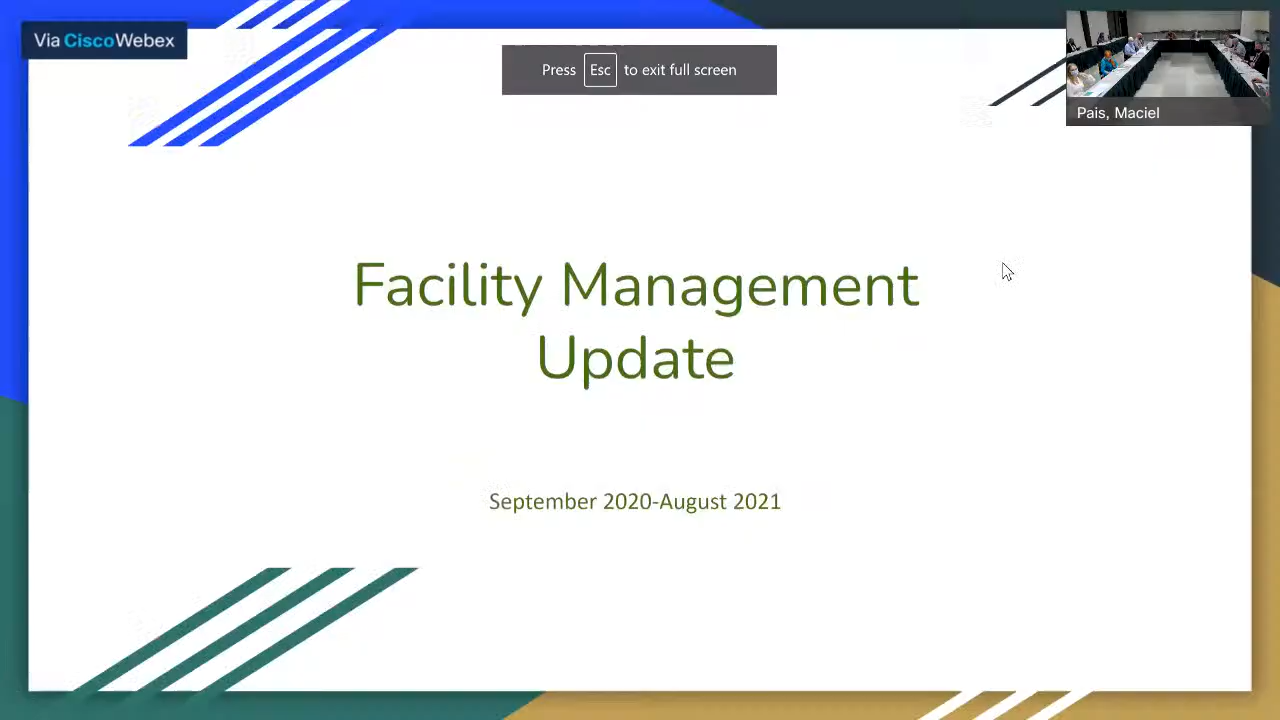 Via CiscoWebex
Press Esc to exit full screen
Pais, Maciel
Facility Management
Update
September 2020-August 2021